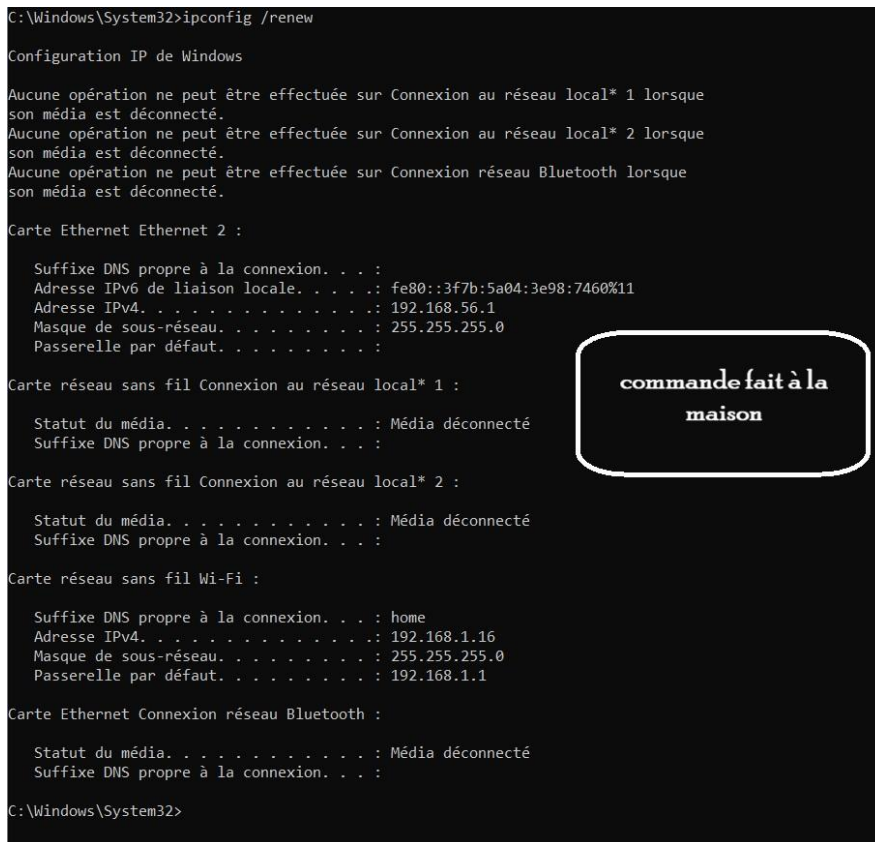 C:\Windows\System32>ipconfig /renew
Configuration IP de Windows
Aucune opération ne peut être effectuée sur Connexion au réseau local* 1 lorsque
son média est déconnecté.
Aucune opération ne peut être effectuée sur Connexion au réseau local* 2 lorsque
son média est déconnecté.
Aucune opération ne peut être effectuée sur Connexion réseau Bluetooth lorsque
son média est déconnecté.
Carte Ethernet Ethernet 2 :
Suffixe DNS propre à la connexion. . . :
Adresse IPv6 de liaison locale. . . . .: fe80::3f7b:5a04:3e98:7460%11
Adresse IPv4. . . . . . . . . . . . . .: 192.168.56.1
Masque de sous-réseau. . . . . . . . . : 255.255.255.0
Passerelle par défaut. . . . . . . . . :
Carte réseau sans fil Connexion au réseau local* 1 :
Statut du média. . . . . . . . . . . . : Média déconnecté
Suffixe DNS propre à la connexion. . . :
commande fait à la
maison
Carte réseau sans fil Connexion au réseau local* 2 :
Statut du média. . . . . . . . . . . . : Média déconnecté
Suffixe DNS propre à la connexion. . . :
Carte réseau sans fil Wi-Fi :
Suffixe DNS propre à la connexion. . . : home
Adresse IPv4. . . . . . . . . . . . . .: 192.168.1.16
Masque de sous-réseau. . . . . . . . . : 255.255.255.0
Passerelle par défaut. . . . . . . . . : 192.168.1.1
Carte Ethernet Connexion réseau Bluetooth :
Statut du média. . . . . . . . . . . . : Média déconnecté
Suffixe DNS propre à la connexion. . . :
C:\Windows\System32>